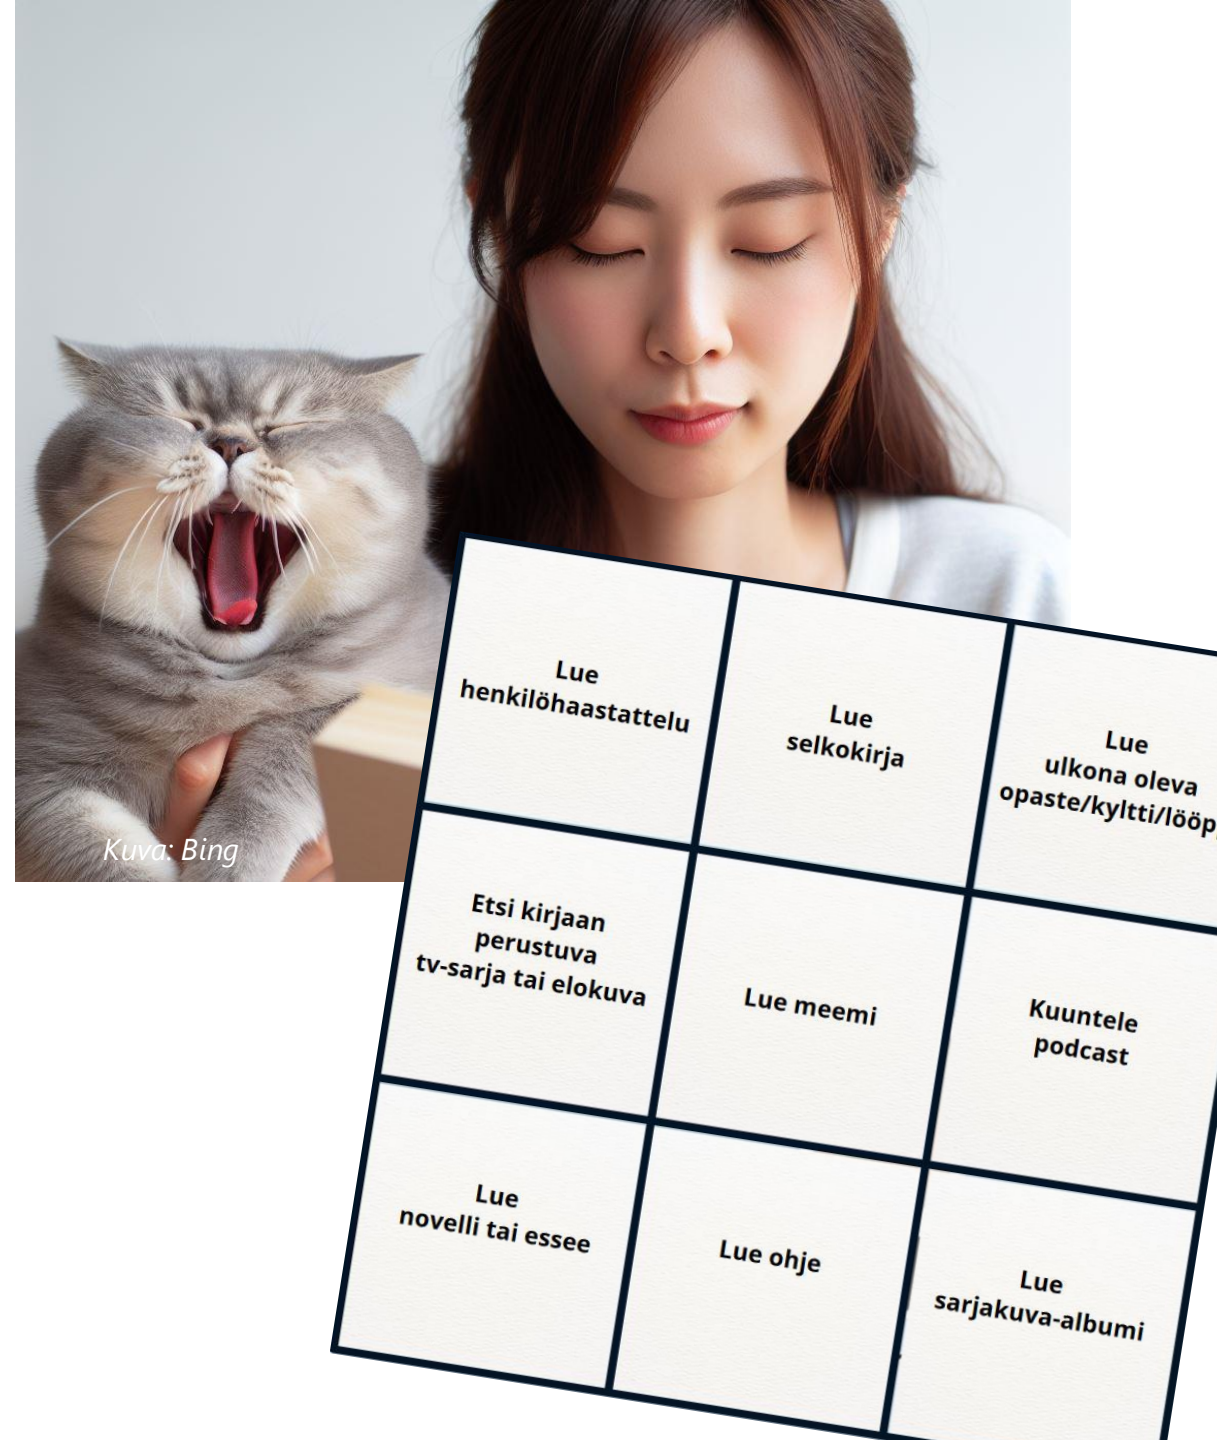 Kuva: Bing
Lue
henkilöhaastattelu
Lue
selkokirja
Lue
ulkona oleva
opaste/kyltti/lööp
Etsi kirjaan
perustuva
tv-sarja tai elokuva
Lue meemi
Kuuntele
podcast
Lue
novelli tai essee
Lue ohje
Lue
sarjakuva-albumi